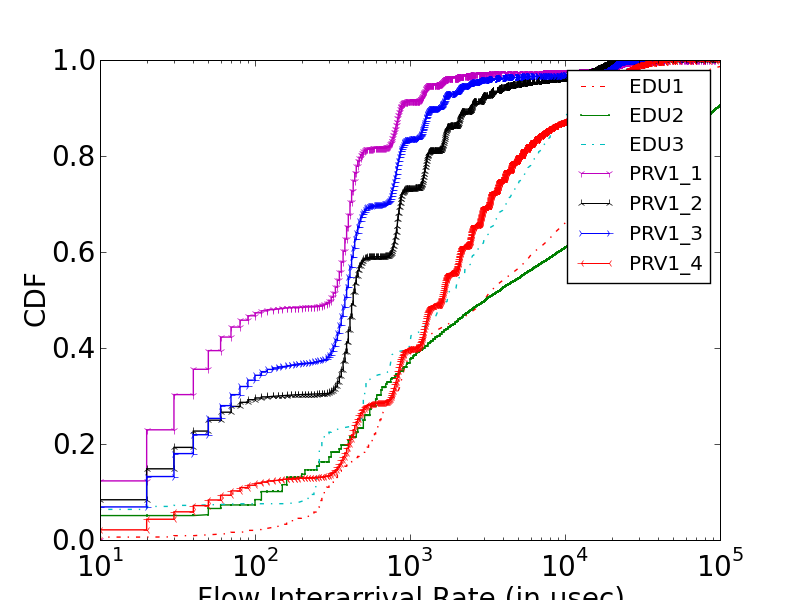 1.0
0.8
0.6
0.4
0.2
0.0
CDF
10^1 10^2 10^3 10^4 10^5
Flow Interarrival Rate (in usec)
EDU1
EDU2
EDU3
PRV1_1
PRV1_2
PRV1_3
PRV1_4